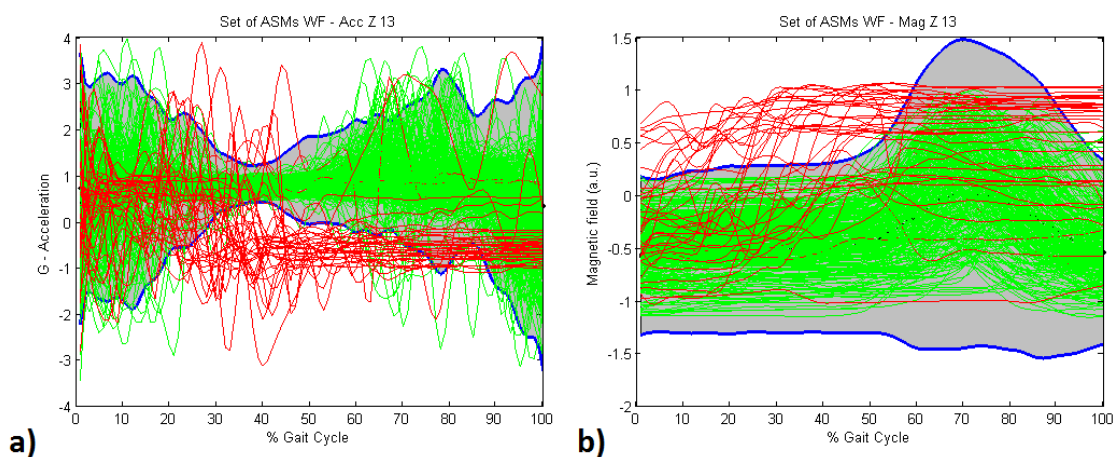 Set of ASMs WF - Acc Z 13
4
3
2
1
0
-1
-2
-3
-4
G - Acceleration
0 10 20 30 40 50 60 70 80 90 100
% Gait Cycle
a)
Set of ASMs WF - Mag Z 13
1.5
1
0.5
0
-0.5
-1
-1.5
-2
Magnetic field (a.u.)
0 10 20 30 40 50 60 70 80 90 100
% Gait Cycle
b)